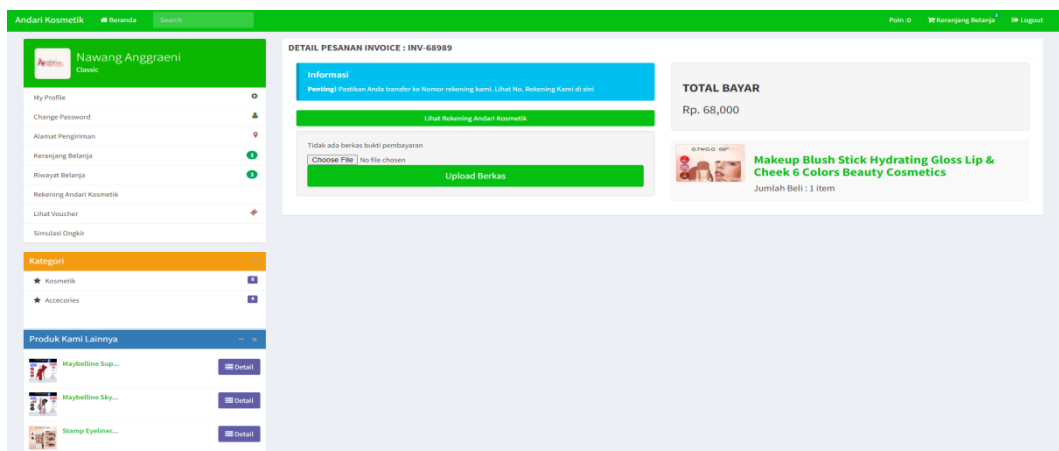 Andari Kosmetik
Beranda
Search
Poin :0
Keranjang Belanja
Logout
Nawang Anggraeni
Classic
My Profile
Change Password
Alamat Pengiriman
Keranjang Belanja 1
Riwayat Belanja 1
Rekening Andari Kosmetik
Lihat Voucher
Simulasi Ongkir
Kategori
Kosmetik
Accecories
Produk Kami Lainnya
Maybelline Sup...
Detail
Maybelline Sky...
Detail
Stamp Eyeliner...
Detail
DETAIL PESANAN INVOICE : INV-68989
Informasi
Penting! Pastikan Anda transfer ke Nomor rekening kami. Lihat No. Rekening Kami di sini
Lihat Rekening Andari Kosmetik
Tidak ada berkas bukti pembayaran
Choose File No file chosen
Upload Berkas
TOTAL BAYAR
Rp. 68,000
O.TWO.O
Makeup Blush Stick Hydrating Gloss Lip &
Cheek 6 Colors Beauty Cosmetics
Jumlah Beli : 1 item